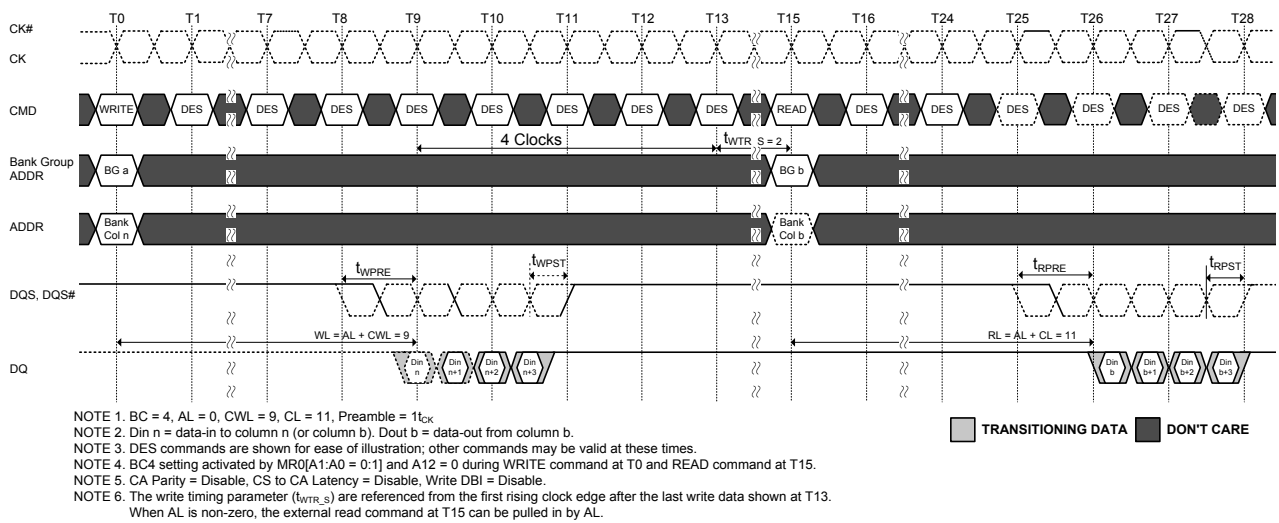 T0 T1 T7 T8 T9 T10 T11 T12 T13 T15 T16 T24 T25 T26 T27 T28
CK#
CK
CMD WRITE DES DES DES DES DES DES DES DES READ DES DES DES DES DES DES
4 Clocks tWTR_S = 2
Bank Group
ADDR
BG a BG b
ADDR
Bank
Col n
Bank
Col b
tWPRE tWPST tRPRE tRPST
DQS, DQS#
WL = AL + CWL = 9 RL = AL + CL = 11
DQ
Din
n
Din
n+1
Din
n+2
Din
n+3
Din
b
Din
b+1
Din
b+2
Din
b+3
NOTE 1. BC = 4, AL = 0, CWL = 9, CL = 11, Preamble = 1tCK
NOTE 2. Din n = data-in to column n (or column b). Dout b = data-out from column b.
NOTE 3. DES commands are shown for ease of illustration; other commands may be valid at these times.
NOTE 4. BC4 setting activated by MR0[A1:A0 = 0:1] and A12 = 0 during WRITE command at T0 and READ command at T15.
NOTE 5. CA Parity = Disable, CS to CA Latency = Disable, Write DBI = Disable.
NOTE 6. The write timing parameter (tWTR_S) are referenced from the first rising clock edge after the last write data shown at T13.
When AL is non-zero, the external read command at T15 can be pulled in by AL.
TRANSITIONING DATA DON'T CARE